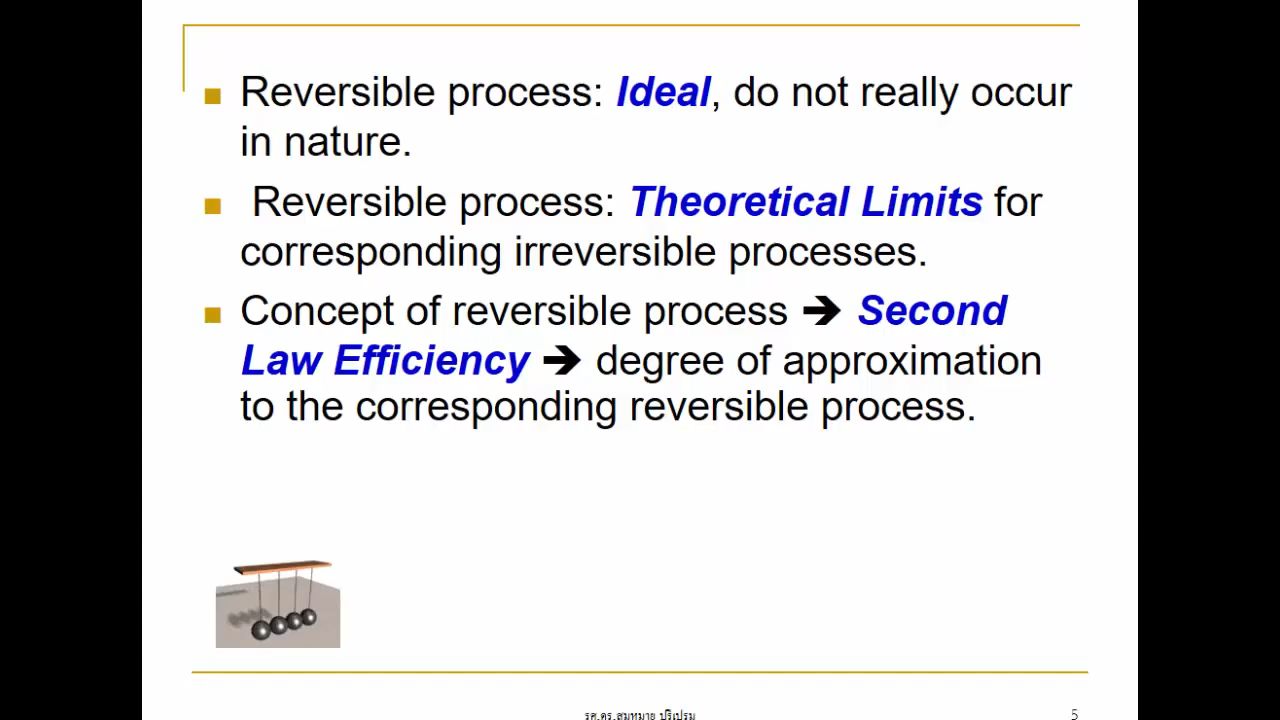 Reversible process: Ideal, do not really occur
in nature.
Reversible process: Theoretical Limits for
corresponding irreversible processes.
Concept of reversible process ➔ Second
Law Efficiency ➔ degree of approximation
to the corresponding reversible process.
รศ.ดร.สมหมาย ปรีเปรม
5